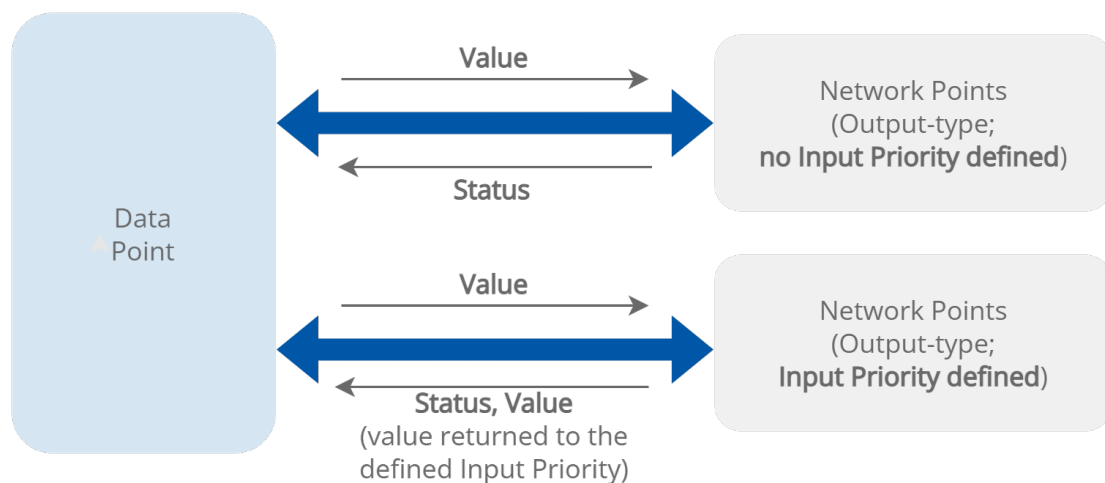 Value
Network Points
(Output-type;
no Input Priority defined)
Status
Data
Point
Value
Network Points
(Output-type;
Input Priority defined)
Status, Value
(value returned to the
defined Input Priority)